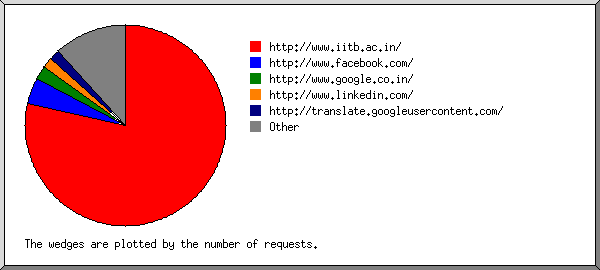 http://www.iitb.ac.in/
http://www.facebook.com/
http://www.google.co.in/
http://www.linkedin.com/
http://translate.googleusercontent.com/
Other
The wedges are plotted by the number of requests.